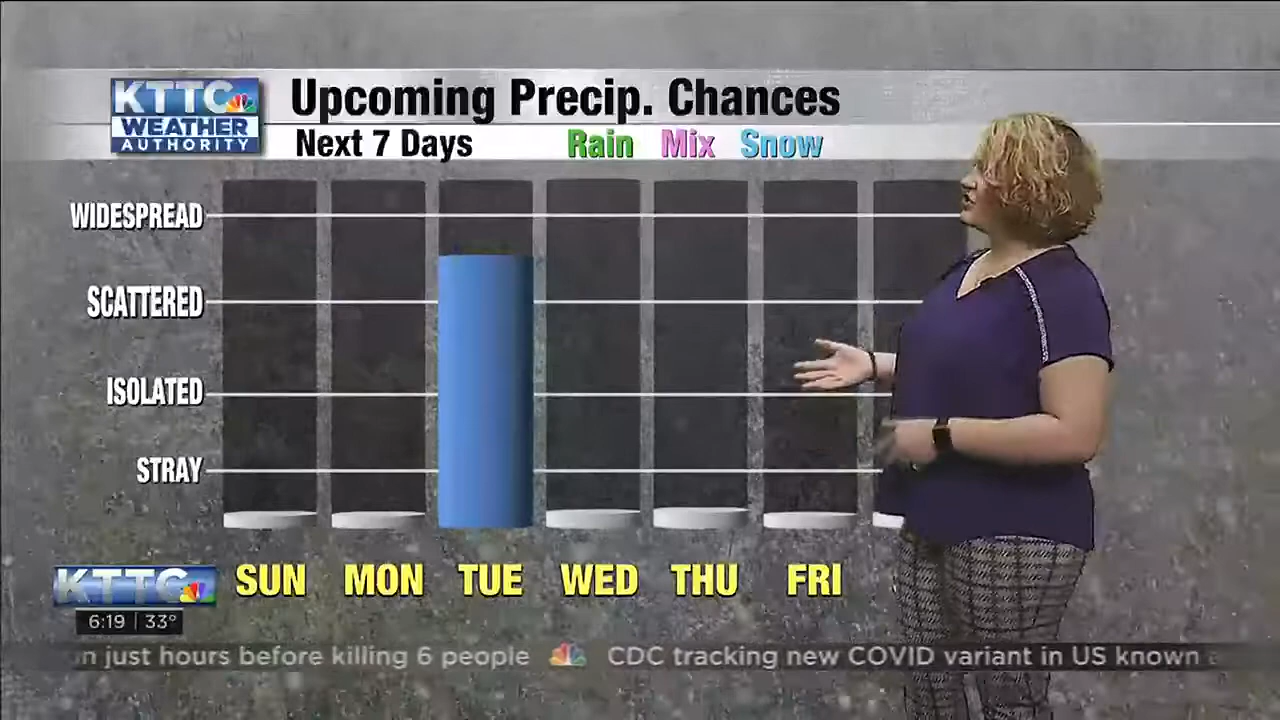 KTTC
WEATHER
AUTHORITY
Upcoming Precip. Chances
Next 7 Days Rain Mix Snow
WIDESPREAD
SCATTERED
ISOLATED
STRAY
SUN MON TUE WED THU FRI
KTTC
6:19 33°
just hours before killing 6 people CDC tracking new COVID variant in US known